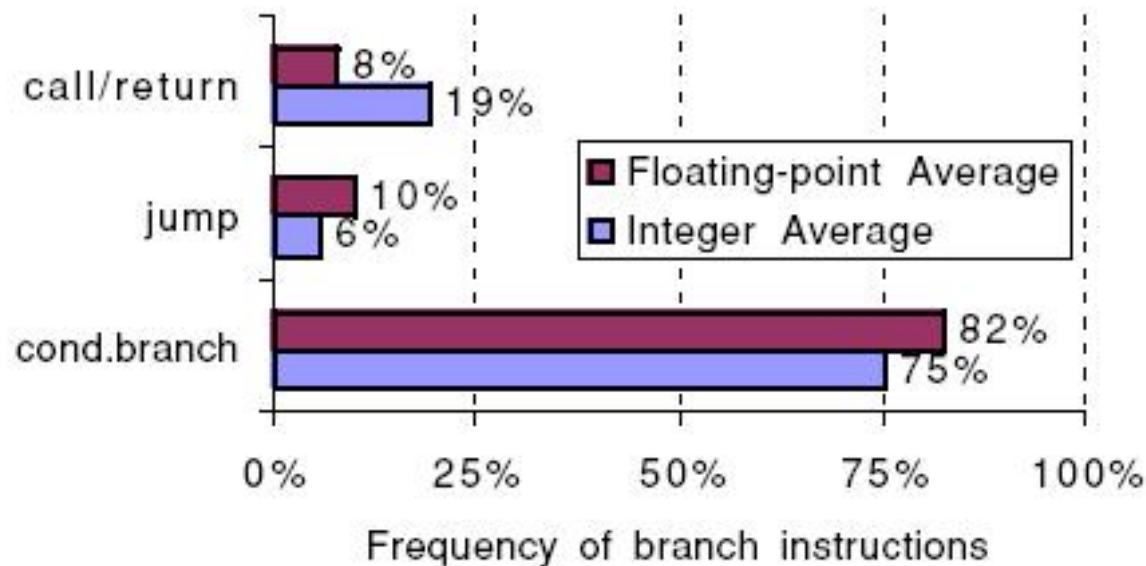 call/return
8%
19%
jump
10%
6%
Floating-point Average
Integer Average
cond.branch
82%
75%
0% 25% 50% 75% 100%
Frequency of branch instructions